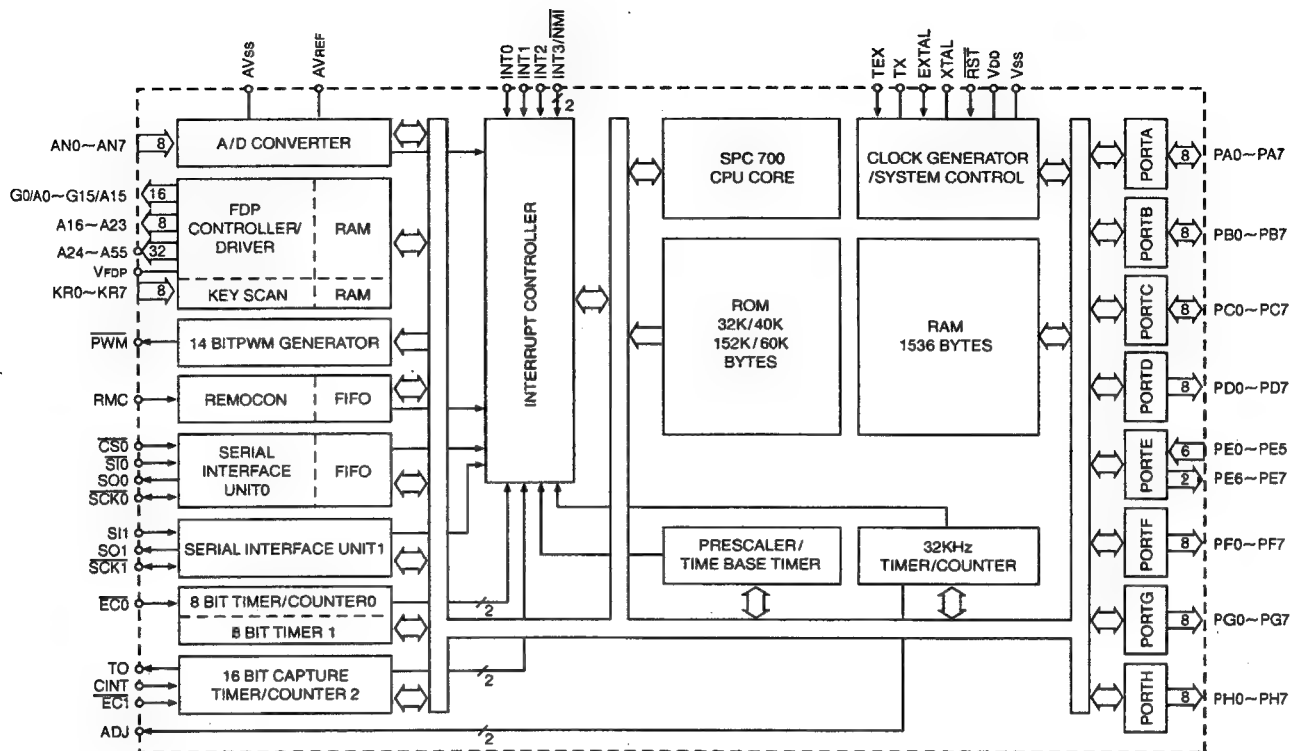 AVSS
AVREF
INT0
INT1
INT2
INT3/NMI
2
TEX
TX
EXTAL
XTAL
RST
VDD
VSS
AN0~AN7
8
A/D CONVERTER
G0/A0~G15/A15
16
A16~A23
8
A24~A55
32
VFDP
KR0~KR7
8
FDP
CONTROLLER/
DRIVER
RAM
KEY SCAN
RAM
PWM
14 BITPWM GENERATOR
RMC
REMOCON
FIFO
CS0
SI0
SO0
SCK0
SERIAL
INTERFACE
UNIT0
FIFO
SI1
SO1
SCK1
SERIAL INTERFACE UNIT1
EC0
8 BIT TIMER/COUNTER0
8 BIT TIMER 1
2
TO
CINT
EC1
16 BIT CAPTURE
TIMER/COUNTER 2
2
ADJ
2
INTERRUPT CONTROLLER
SPC 700
CPU CORE
CLOCK GENERATOR
/SYSTEM CONTROL
ROM
32K/40K
152K/60K
BYTES
RAM
1536 BYTES
PRESCALER/
TIME BASE TIMER
32KHz
TIMER/COUNTER
PORTA
8
PA0~PA7
PORTB
8
PB0~PB7
PORTC
8
PC0~PC7
PORTD
8
PD0~PD7
PORTE
6
PE0~PE5
2
PE6~PE7
PORTF
8
PF0~PF7
PORTG
8
PG0~PG7
PORTH
8
PH0~PH7